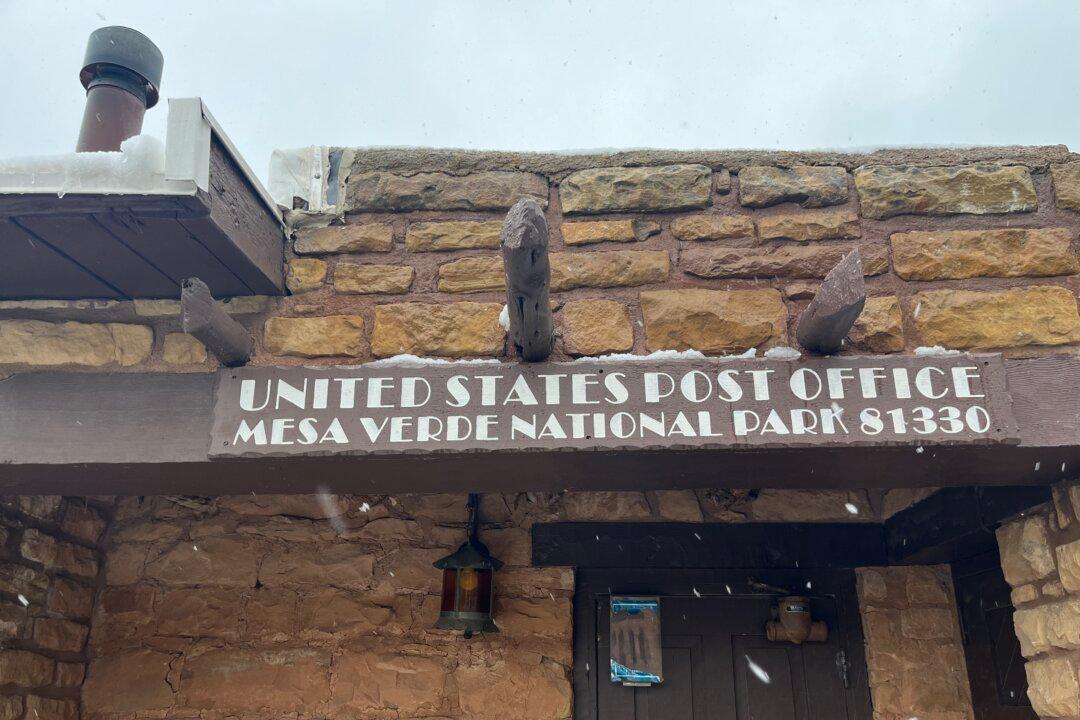 UNITED STATES POST OFFICE
MESA VERDE NATIONAL PARK 81330